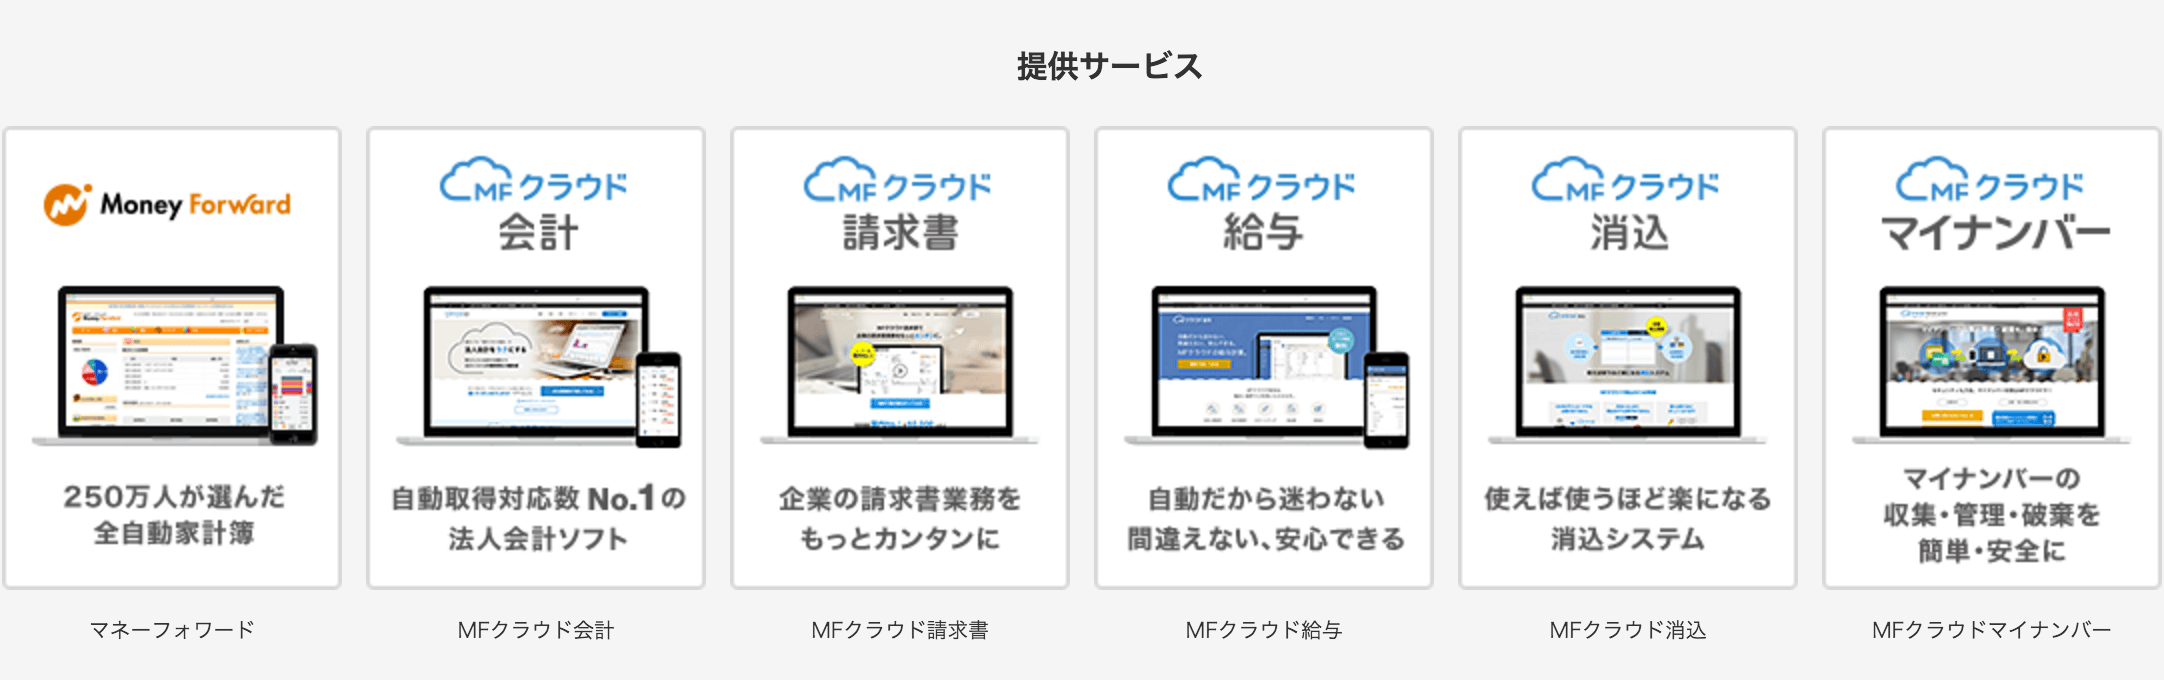 提供サービス
Money Forward
250万人が選んだ
全自動家計簿
マネーフォワード
MFクラウド
会計
自動取得対応数 No.1の
法人会計ソフト
MFクラウド会計
MFクラウド
請求書
企業の請求書業務を
もっとカンタンに
MFクラウド請求書
MFクラウド
給与
自動だから迷わない
間違えない、安心できる
MFクラウド給与
MFクラウド
消込
使えば使うほど楽になる
消込システム
MFクラウド消込
MFクラウド
マイナンバー
マイナンバーの
収集・管理・破棄を
簡単・安全に
MFクラウドマイナンバー